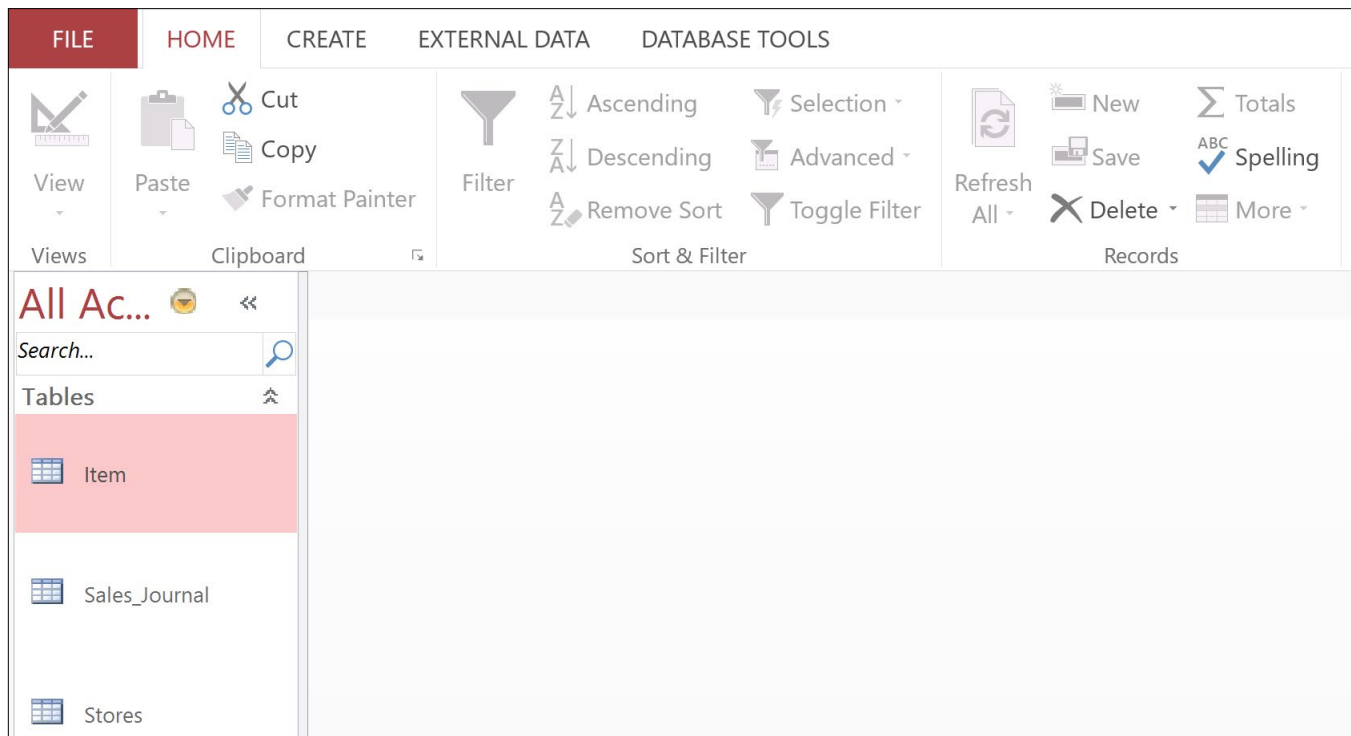 FILE HOME CREATE EXTERNAL DATA DATABASE TOOLS
View
Views
Paste
Cut
Copy
Format Painter
Clipboard
Filter
Ascending
Descending
Remove Sort
Selection
Advanced
Toggle Filter
Sort & Filter
Refresh
All
New
Save
Delete
Totals
ABC
Spelling
More
Records
All Ac...
Search...
Tables
Item
Sales_Journal
Stores